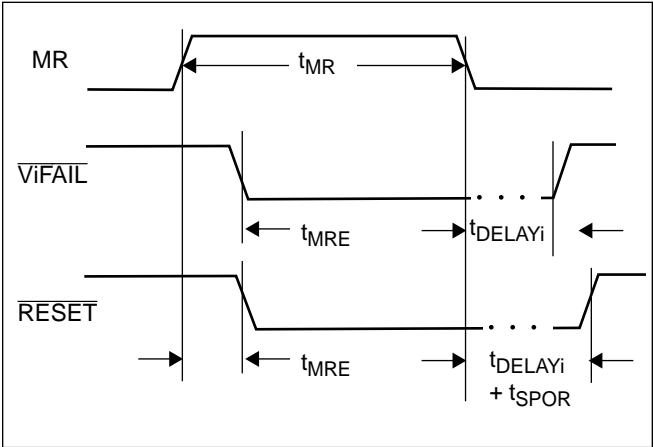 MR
tMR
ViFAIL
tMRE
tDELAYi
RESET
tMRE
tDELAYi
+ tSPOR